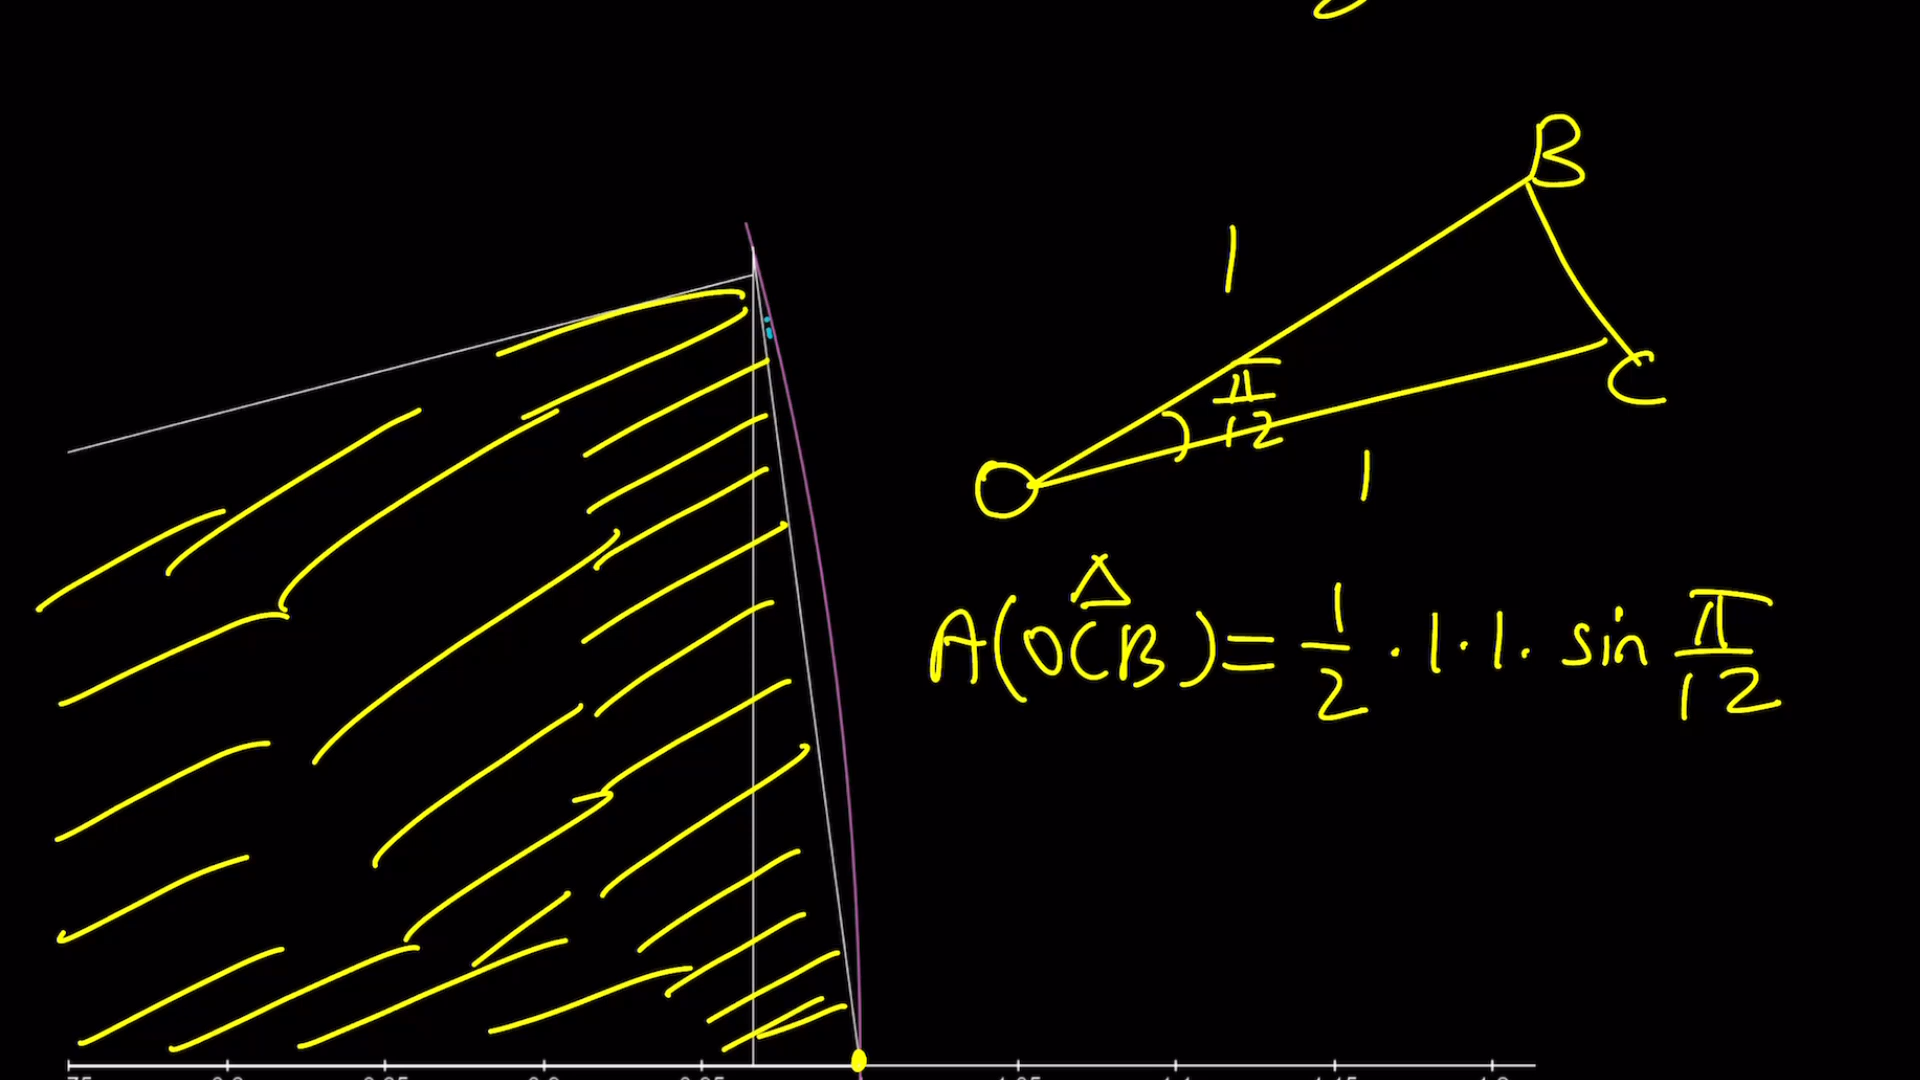 B
1
π/12
C
O
1
A(OCB) = 1/2 · 1 · 1 · sin π/12